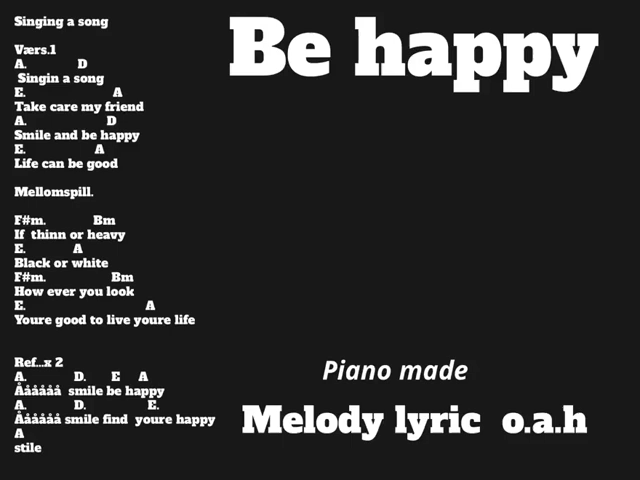 Singing a song
Værs.1
A. D
Singin a song
E. A
Take care my friend
A. D
Smile and be happy
E. A
Life can be good
Mellomspill.
F#m. Bm
If thinn or heavy
E. A
Black or white
F#m. Bm
How ever you look
E. A
Youre good to live youre life
Ref...x 2
A. D. E A
Åååååå smile be happy
A. D. E.
Åååååå smile find youre happy
A
stile
Be happy
Piano made
Melody lyric o.a.h